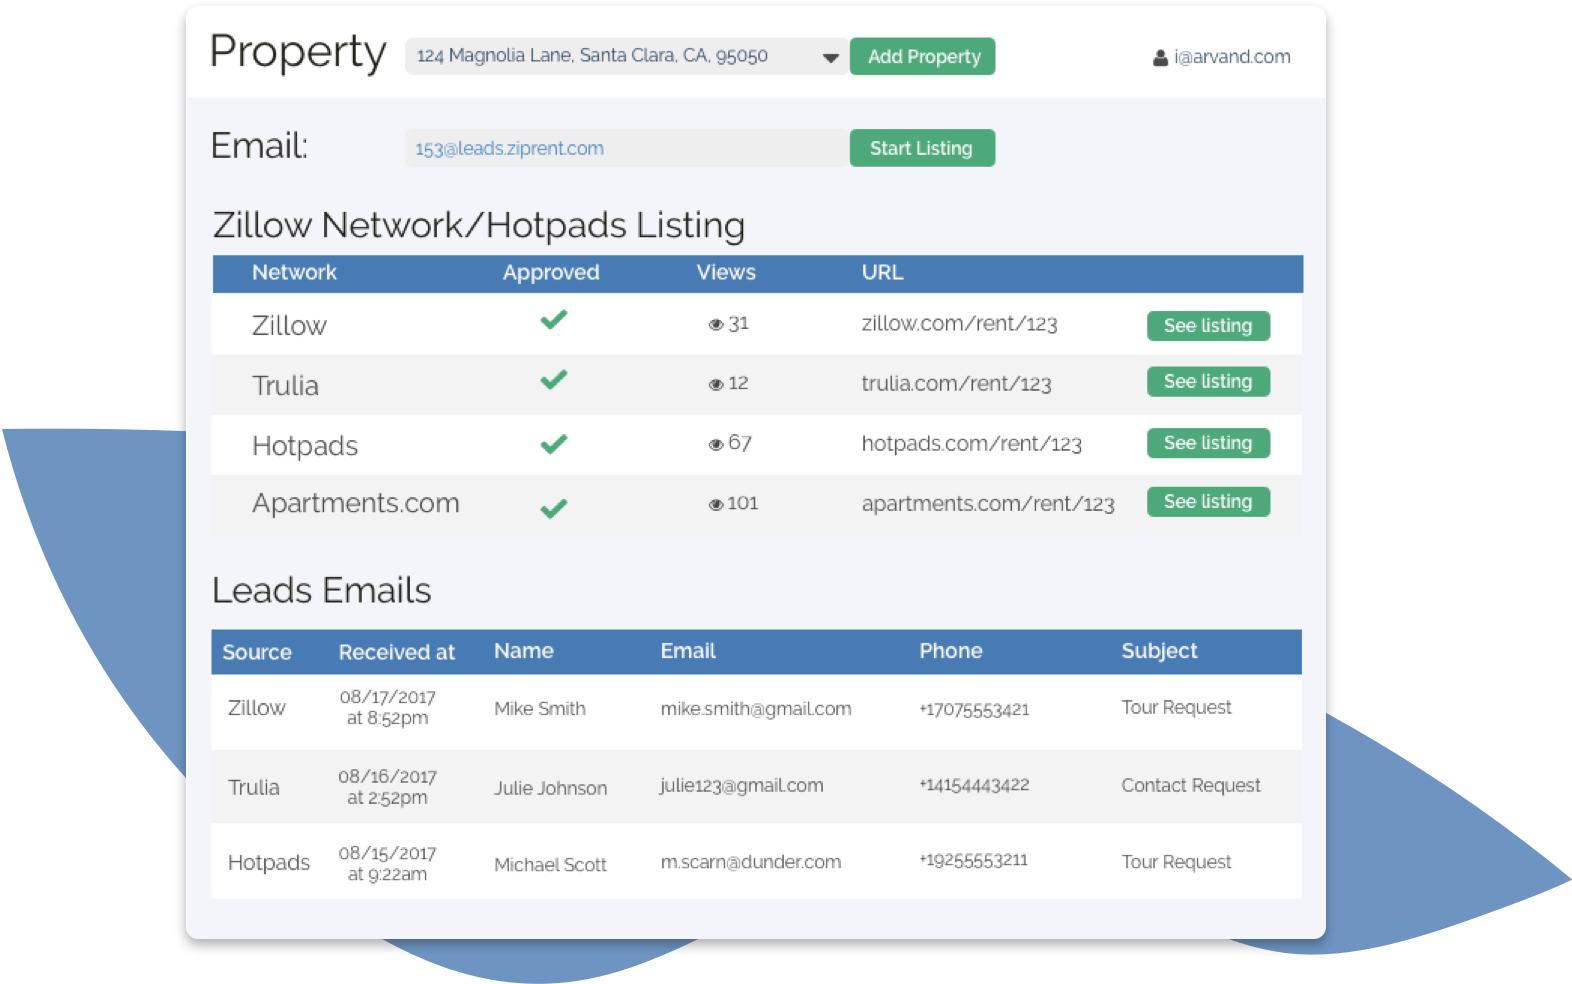 Property 124 Magnolia Lane, Santa Clara, CA, 95050 Add Property i@arvand.com
Email: 153@leads.ziprent.com Start Listing
Zillow Network/Hotpads Listing
Network Approved Views URL
Zillow 31 zillow.com/rent/123 See listing
Trulia 12 trulia.com/rent/123 See listing
Hotpads 67 hotpads.com/rent/123 See listing
Apartments.com 101 apartments.com/rent/123 See listing
Leads Emails
Source Received at Name Email Phone Subject
Zillow 08/17/2017 at 8:52pm Mike Smith mike.smith@gmail.com +17075553421 Tour Request
Trulia 08/16/2017 at 2:52pm Julie Johnson julie123@gmail.com +14154443422 Contact Request
Hotpads 08/15/2017 at 9:22am Michael Scott m.scarn@dunder.com +19255553211 Tour Request